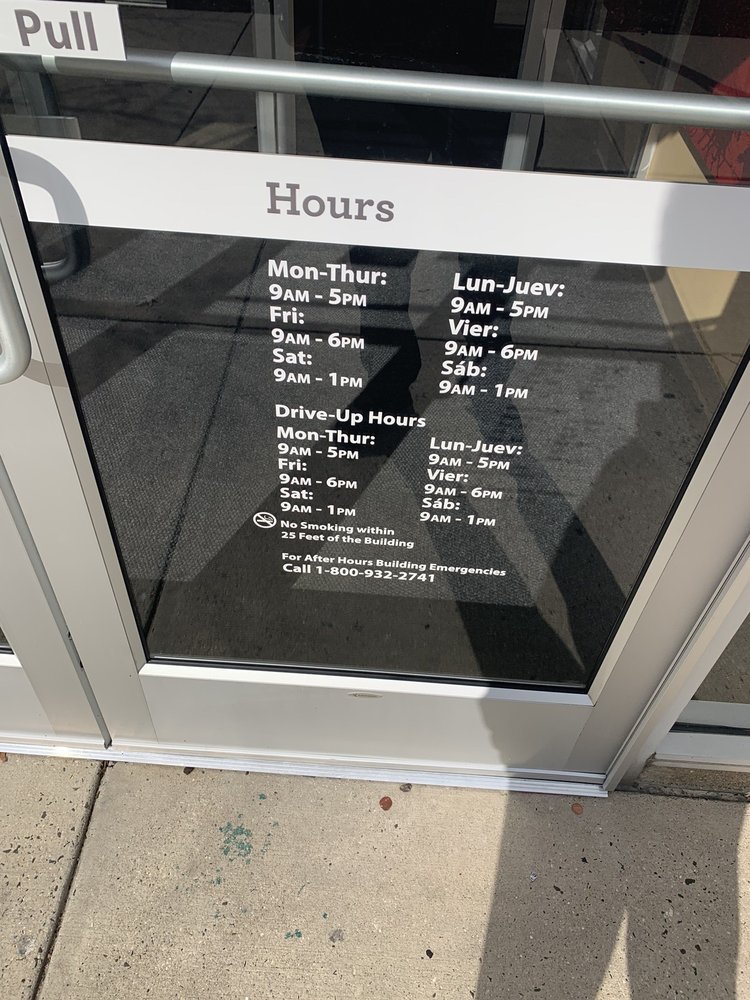 Pull
Hours
Mon-Thur:
9AM - 5PM
Fri:
9AM - 6PM
Sat:
9AM - 1PM
Lun-Juev:
9AM - 5PM
Vier:
9AM - 6PM
Sáb:
9AM - 1PM
Drive-Up Hours
Mon-Thur:
9AM - 5PM
Fri:
9AM - 6PM
Sat:
9AM - 1PM
Lun-Juev:
9AM - 5PM
Vier:
9AM - 6PM
Sáb:
9AM - 1PM
No Smoking within
25 Feet of the Building
For After Hours Building Emergencies
Call 1-800-932-2741